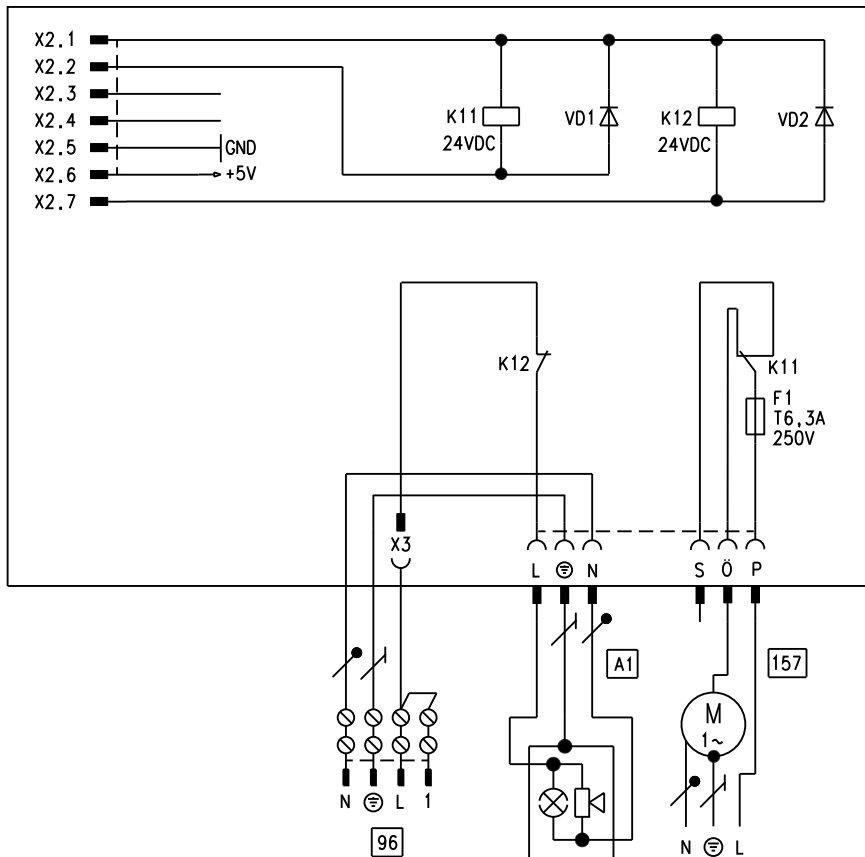 X2.1
X2.2
X2.3
X2.4
X2.5 GND
X2.6 +5V
X2.7
K11
24VDC
VD1
K12
24VDC
VD2
K12
K11
F1
T6,3A
250V
X3
L N
S Ö P
A1
157
M
1~
N L 1
96
N L